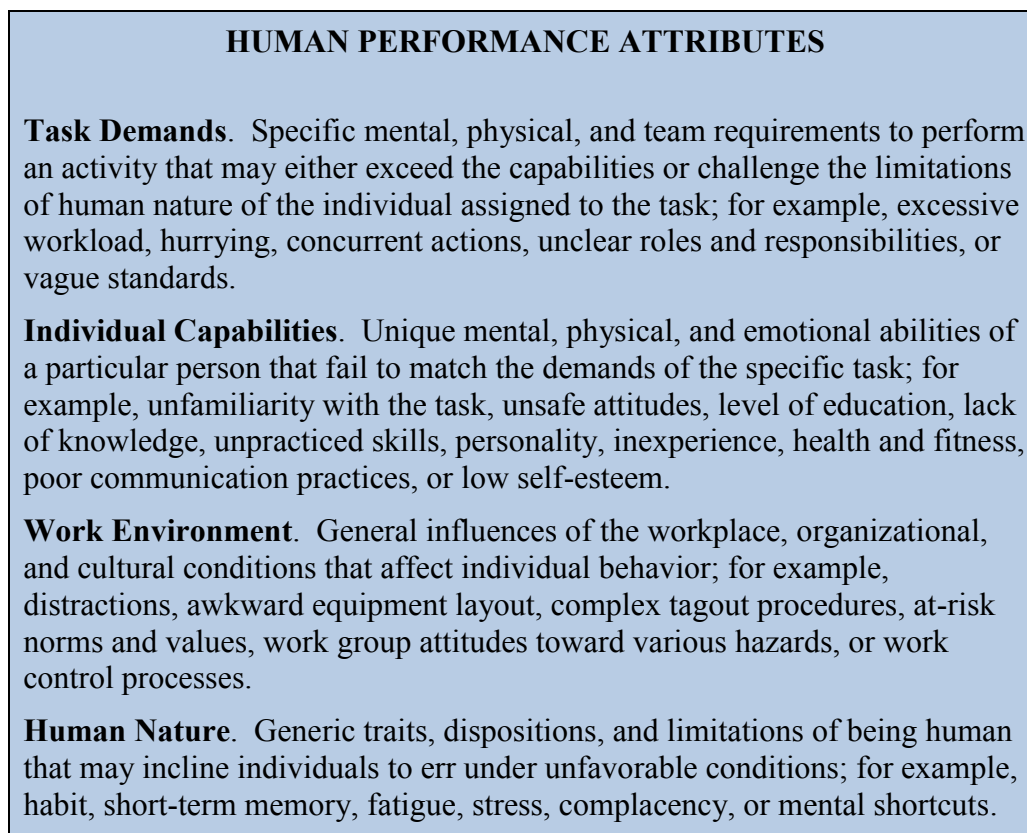 HUMAN PERFORMANCE ATTRIBUTES
Task Demands.  Specific mental, physical, and team requirements to perform
an activity that may either exceed the capabilities or challenge the limitations
of human nature of the individual assigned to the task; for example, excessive
workload, hurrying, concurrent actions, unclear roles and responsibilities, or
vague standards.
Individual Capabilities.  Unique mental, physical, and emotional abilities of
a particular person that fail to match the demands of the specific task; for
example, unfamiliarity with the task, unsafe attitudes, level of education, lack
of knowledge, unpracticed skills, personality, inexperience, health and fitness,
poor communication practices, or low self-esteem.
Work Environment.  General influences of the workplace, organizational,
and cultural conditions that affect individual behavior; for example,
distractions, awkward equipment layout, complex tagout procedures, at-risk
norms and values, work group attitudes toward various hazards, or work
control processes.
Human Nature.  Generic traits, dispositions, and limitations of being human
that may incline individuals to err under unfavorable conditions; for example,
habit, short-term memory, fatigue, stress, complacency, or mental shortcuts.